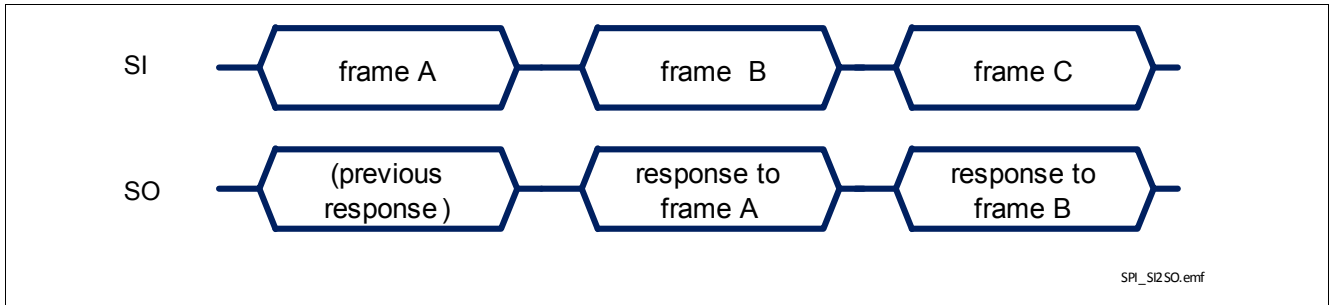 SI
frame A
frame B
frame C
SO
(previous
response)
response to
frame A
response to
frame B
SPI_SI2SO.emf